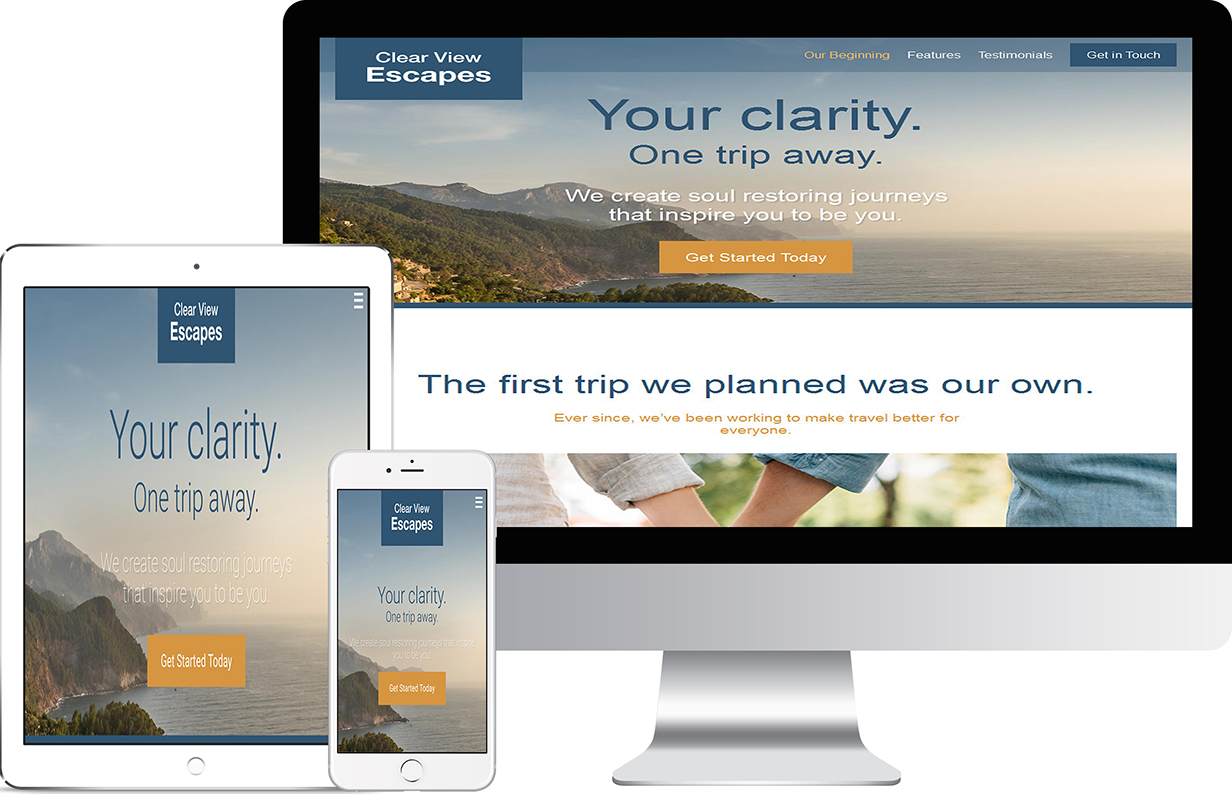 Clear View
Escapes
Our Beginning
Features
Testimonials
Get in Touch
Your clarity.
One trip away.
We create soul restoring journeys
that inspire you to be you.
Get Started Today
The first trip we planned was our own.
Ever since, we’ve been working to make travel better for
everyone.
Clear View
Escapes
Your clarity.
One trip away.
We create soul restoring journeys
that inspire you to be you.
Get Started Today
Clear View
Escapes
Your clarity.
One trip away.
We create soul restoring journeys that inspire
you to be you.
Get Started Today